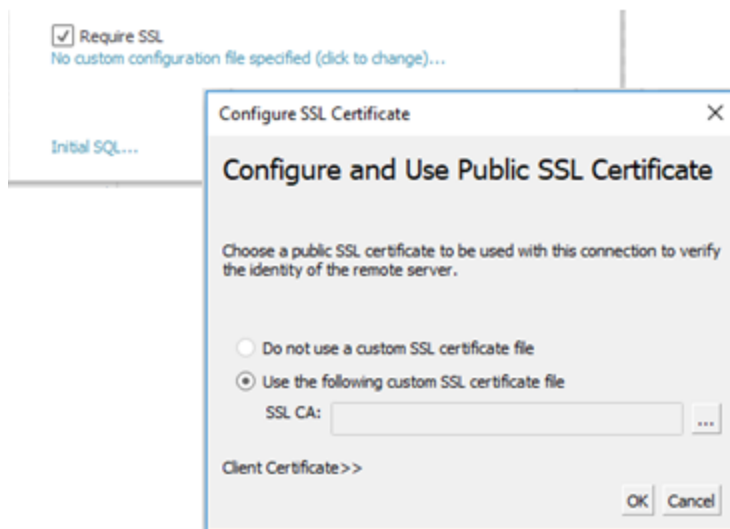 Require SSL
No custom configuration file specified (click to change)...
Initial SQL...
Configure SSL Certificate
Configure and Use Public SSL Certificate
Choose a public SSL certificate to be used with this connection to verify
the identity of the remote server.
Do not use a custom SSL certificate file
Use the following custom SSL certificate file
SSL CA:
...
Client Certificate>>
OK Cancel